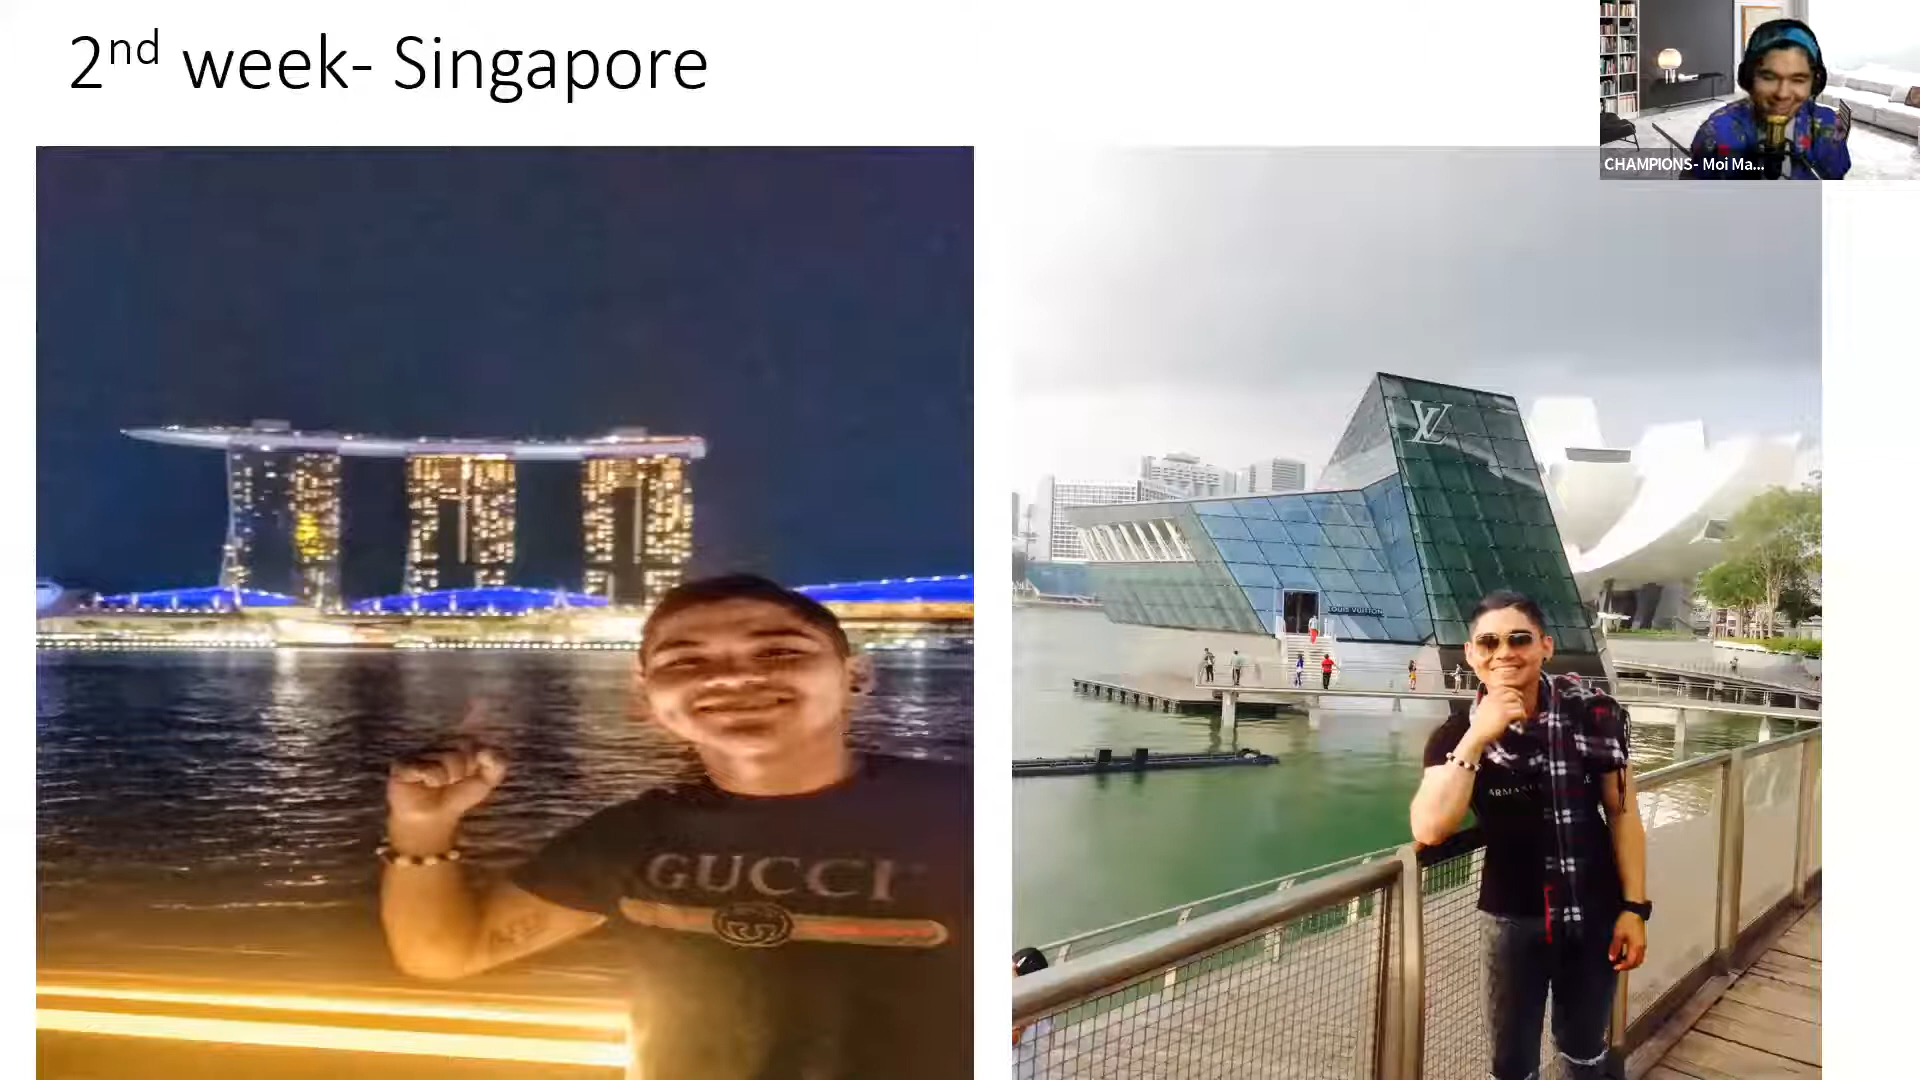 2nd week- Singapore
CHAMPIONS- Moi Ma...
LV
LOUIS VUITTON
GUCCI